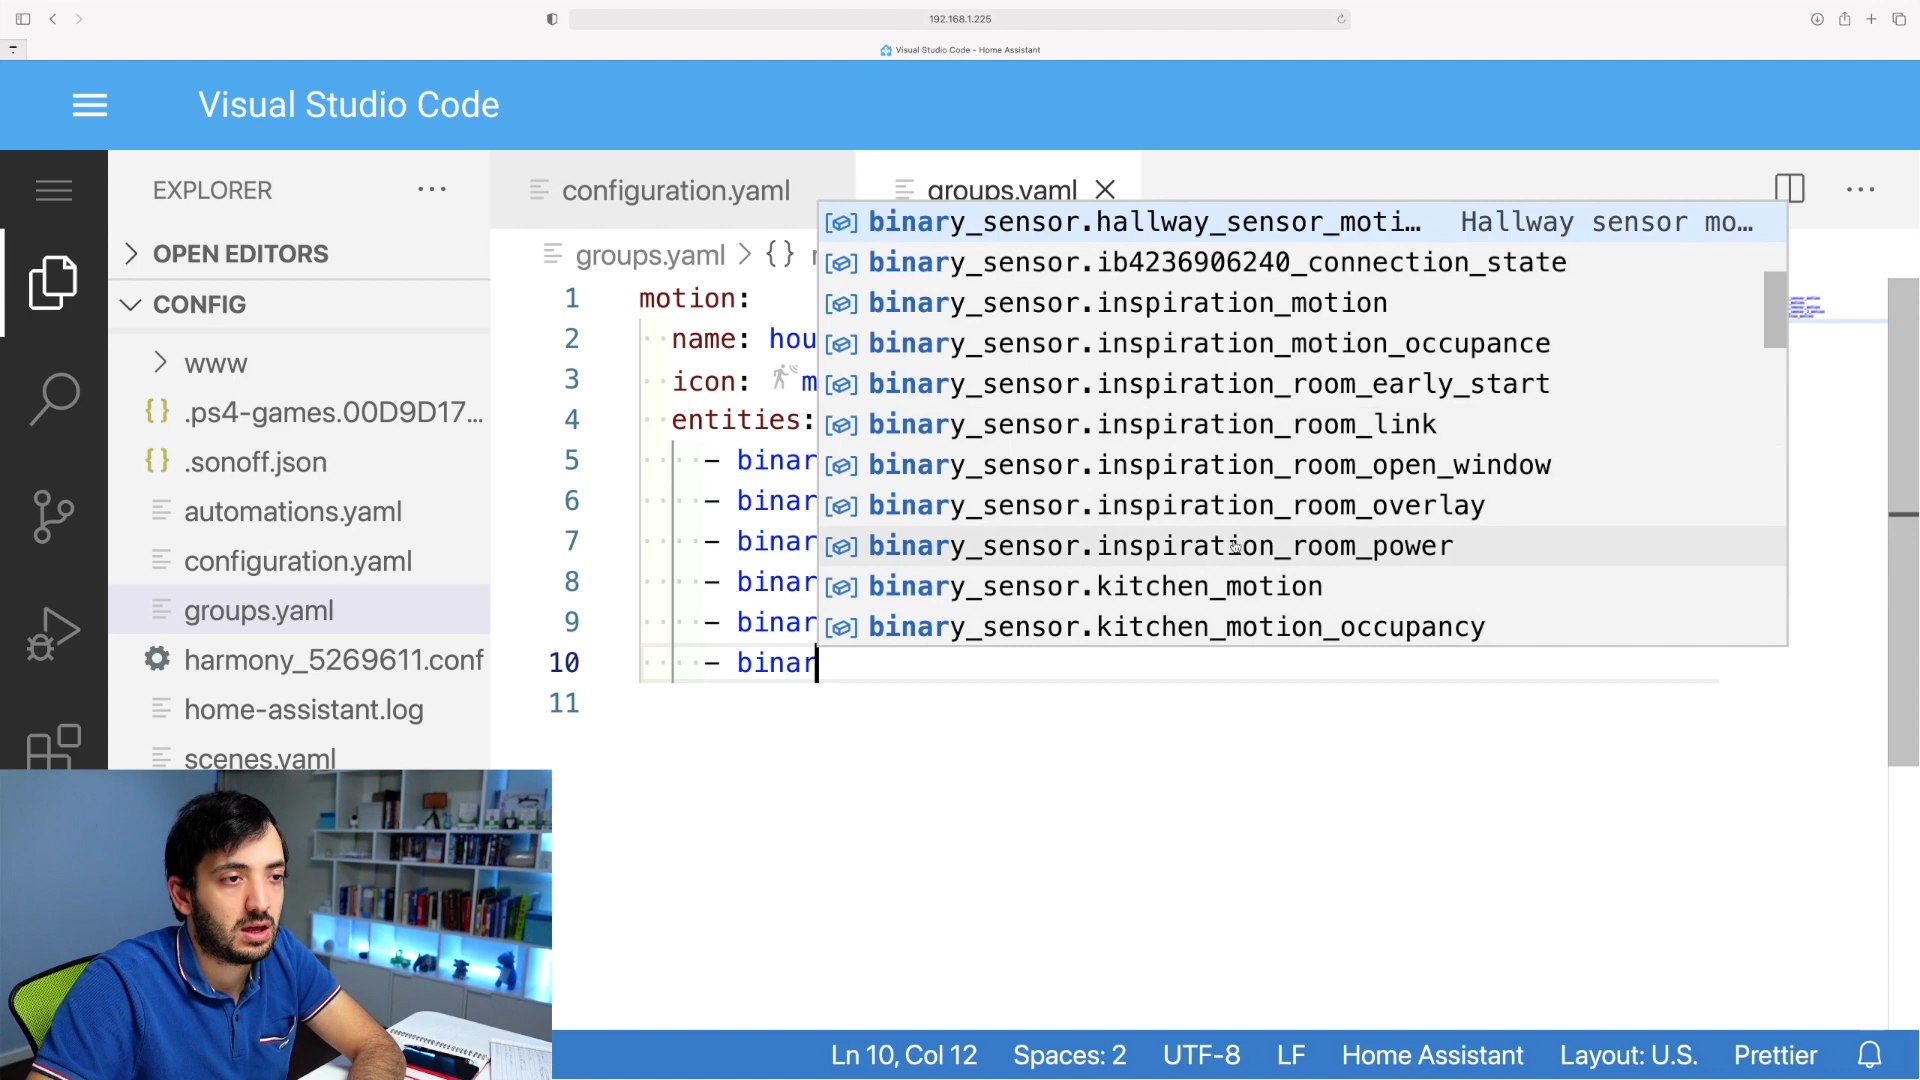 192.168.1.225
Visual Studio Code - Home Assistant
Visual Studio Code
EXPLORER
OPEN EDITORS
CONFIG
www
.ps4-games.00D9D17...
.sonoff.json
automations.yaml
configuration.yaml
groups.yaml
harmony_5269611.conf
home-assistant.log
scenes.yaml
configuration.yaml
groups.yaml
groups.yaml > {}
1 motion:
2 name: hou
3 icon: m
4 entities:
5 - binar
6 - binar
7 - binar
8 - binar
9 - binar
10 - binar
11
binary_sensor.hallway_sensor_moti… Hallway sensor mo…
binary_sensor.ib4236906240_connection_state
binary_sensor.inspiration_motion
binary_sensor.inspiration_motion_occupance
binary_sensor.inspiration_room_early_start
binary_sensor.inspiration_room_link
binary_sensor.inspiration_room_open_window
binary_sensor.inspiration_room_overlay
binary_sensor.inspiration_room_power
binary_sensor.kitchen_motion
binary_sensor.kitchen_motion_occupancy
Ln 10, Col 12 Spaces: 2 UTF-8 LF Home Assistant Layout: U.S. Prettier